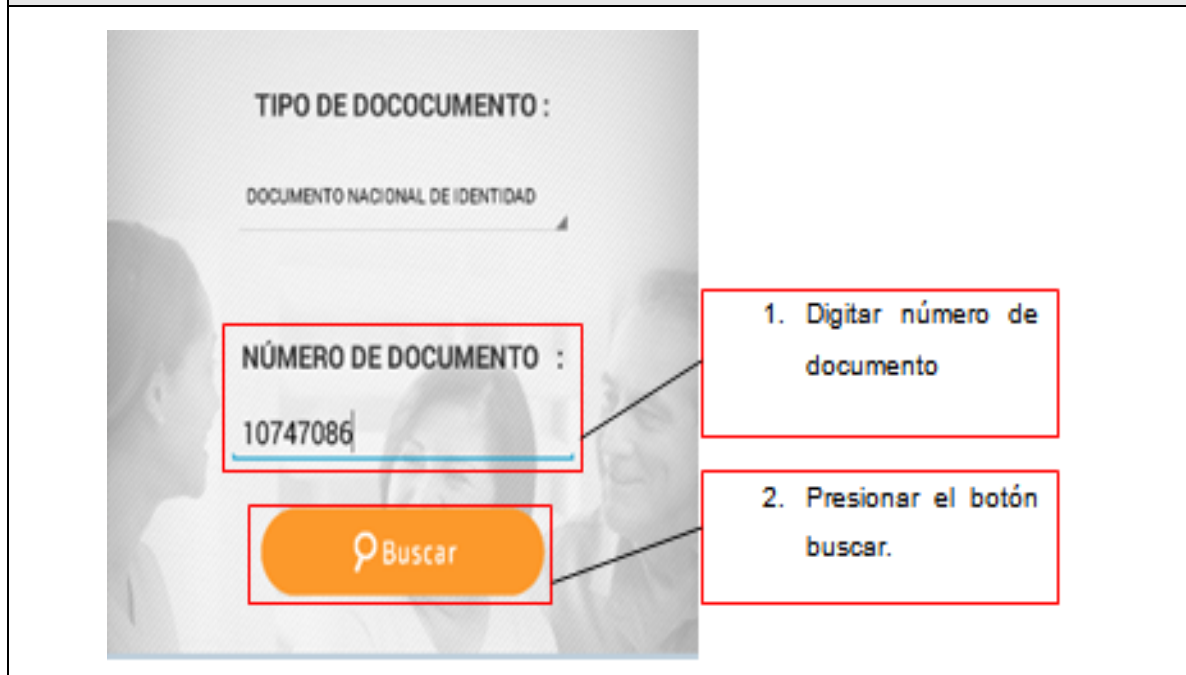 TIPO DE DOCOCUMENTO :
DOCUMENTO NACIONAL DE IDENTIDAD
NÚMERO DE DOCUMENTO :
10747086
Buscar
1. Digitar número de
documento
2. Presionar el botón
buscar.